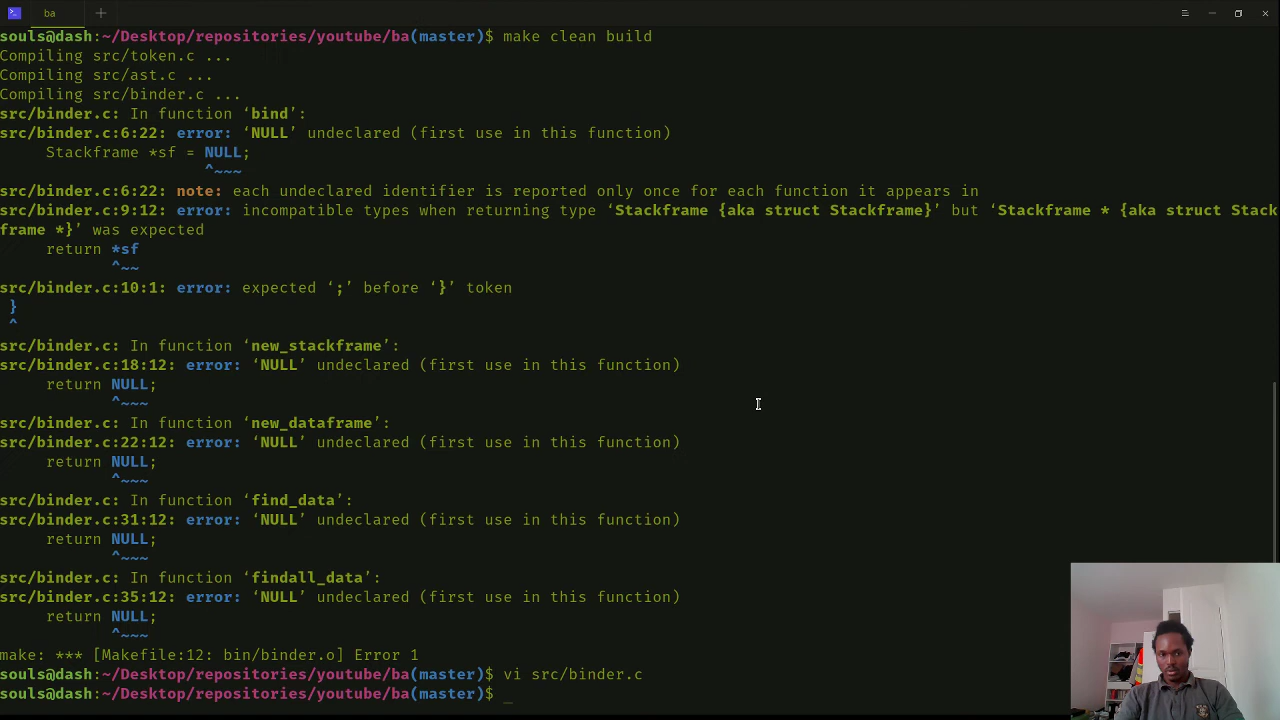 ba
souls@dash:~/Desktop/repositories/youtube/ba(master)$ make clean build
Compiling src/token.c ...
Compiling src/ast.c ...
Compiling src/binder.c ...
src/binder.c: In function ‘bind’:
src/binder.c:6:22: error: ‘NULL’ undeclared (first use in this function)
     Stackframe *sf = NULL;
                      ^~~~
src/binder.c:6:22: note: each undeclared identifier is reported only once for each function it appears in
src/binder.c:9:12: error: incompatible types when returning type ‘Stackframe {aka struct Stackframe}’ but ‘Stackframe * {aka struct Stack
frame *}’ was expected
     return *sf
            ^~~
src/binder.c:10:1: error: expected ‘;’ before ‘}’ token
 }
 ^
src/binder.c: In function ‘new_stackframe’:
src/binder.c:18:12: error: ‘NULL’ undeclared (first use in this function)
     return NULL;
            ^~~~
src/binder.c: In function ‘new_dataframe’:
src/binder.c:22:12: error: ‘NULL’ undeclared (first use in this function)
     return NULL;
            ^~~~
src/binder.c: In function ‘find_data’:
src/binder.c:31:12: error: ‘NULL’ undeclared (first use in this function)
     return NULL;
            ^~~~
src/binder.c: In function ‘findall_data’:
src/binder.c:35:12: error: ‘NULL’ undeclared (first use in this function)
     return NULL;
            ^~~~
make: *** [Makefile:12: bin/binder.o] Error 1
souls@dash:~/Desktop/repositories/youtube/ba(master)$ vi src/binder.c
souls@dash:~/Desktop/repositories/youtube/ba(master)$ _